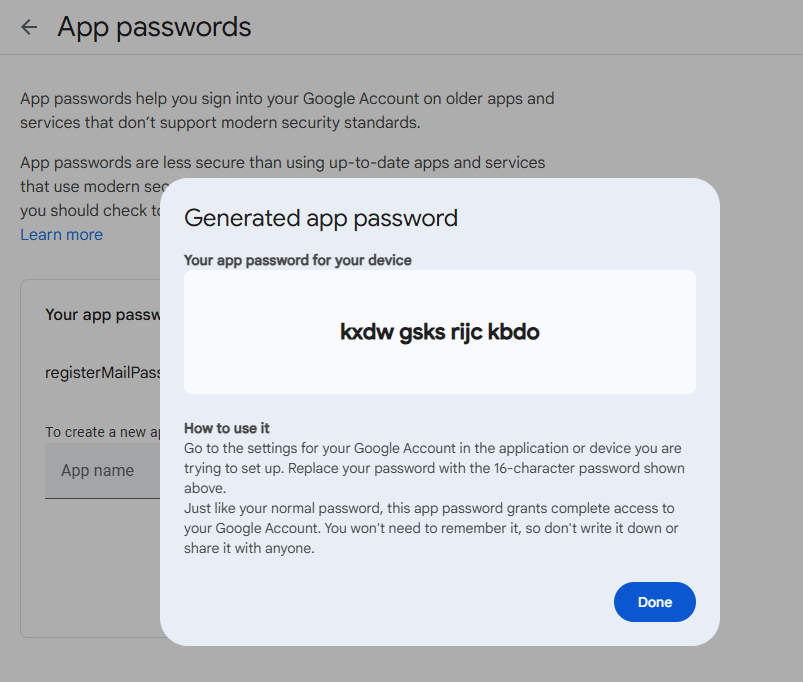 App passwords
App passwords help you sign into your Google Account on older apps and
services that don’t support modern security standards.
App passwords are less secure than using up-to-date apps and services
that use modern sec
you should check to
Learn more
Your app passw
registerMailPass
To create a new ap
App name
Generated app password
Your app password for your device
kxdw gsks rijc kbdo
How to use it
Go to the settings for your Google Account in the application or device you are
trying to set up. Replace your password with the 16-character password shown
above.
Just like your normal password, this app password grants complete access to
your Google Account. You won't need to remember it, so don't write it down or
share it with anyone.
Done